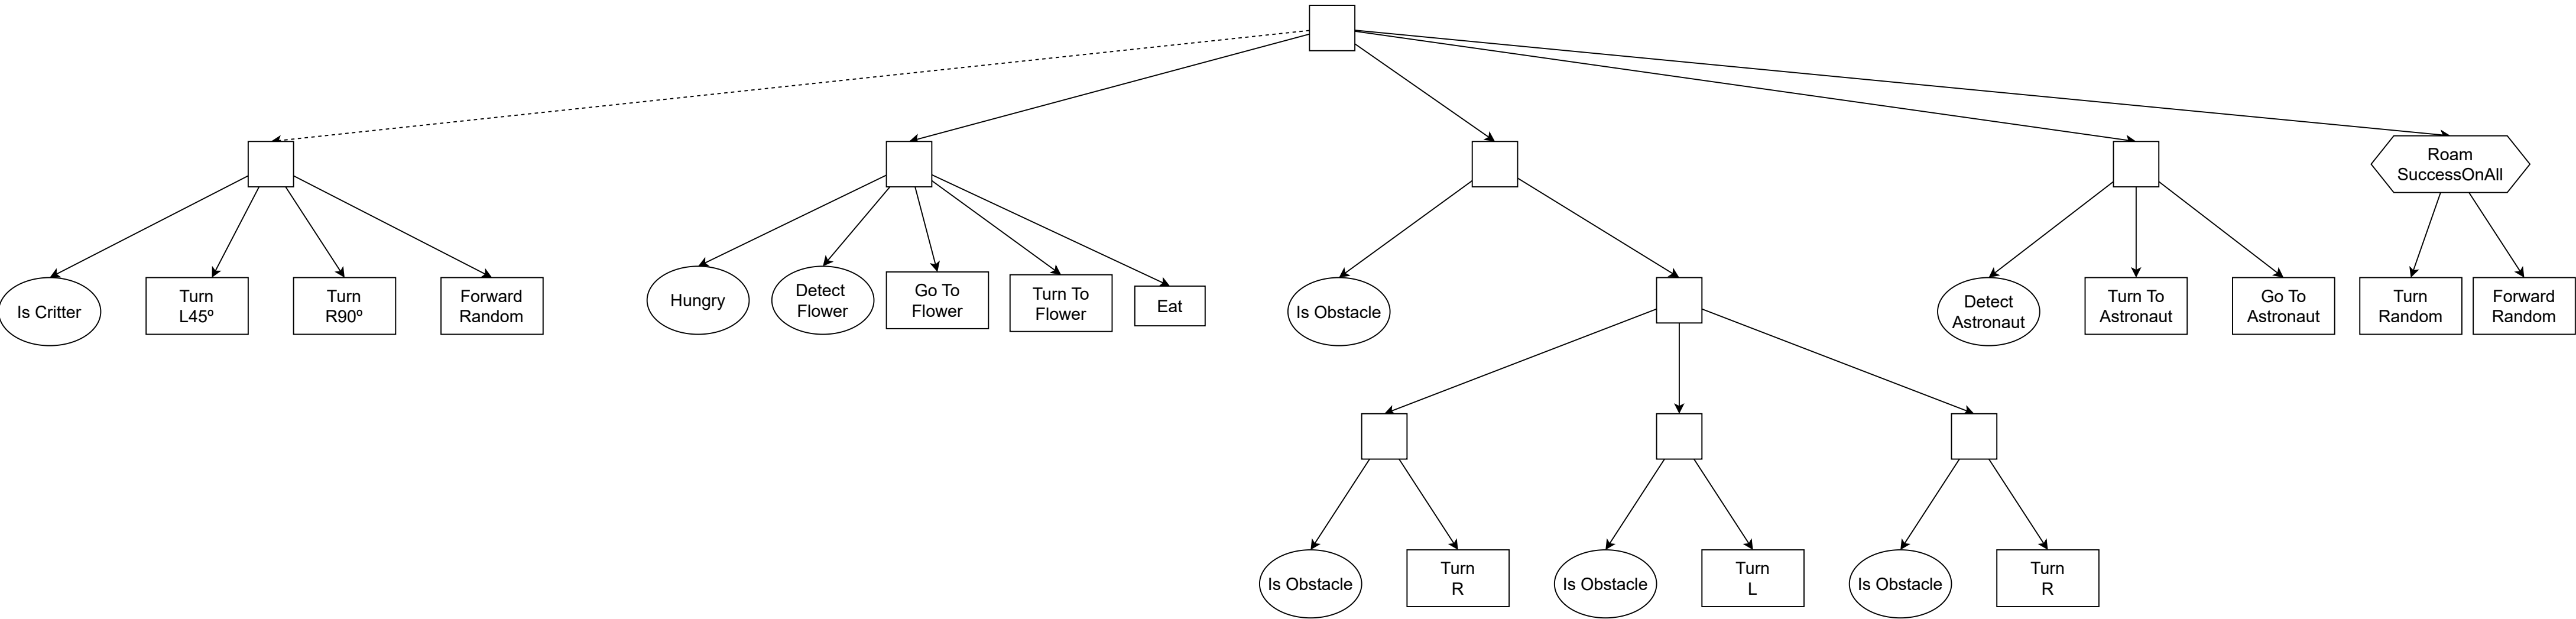 Roam
SuccessOnAll
Is Critter
Turn
L45º
Turn
R90º
Forward
Random
Hungry
Detect
Flower
Go To
Flower
Turn To
Flower
Eat
Is Obstacle
Detect
Astronaut
Turn To
Astronaut
Go To
Astronaut
Turn
Random
Forward
Random
Is Obstacle
Turn
R
Is Obstacle
Turn
L
Is Obstacle
Turn
R